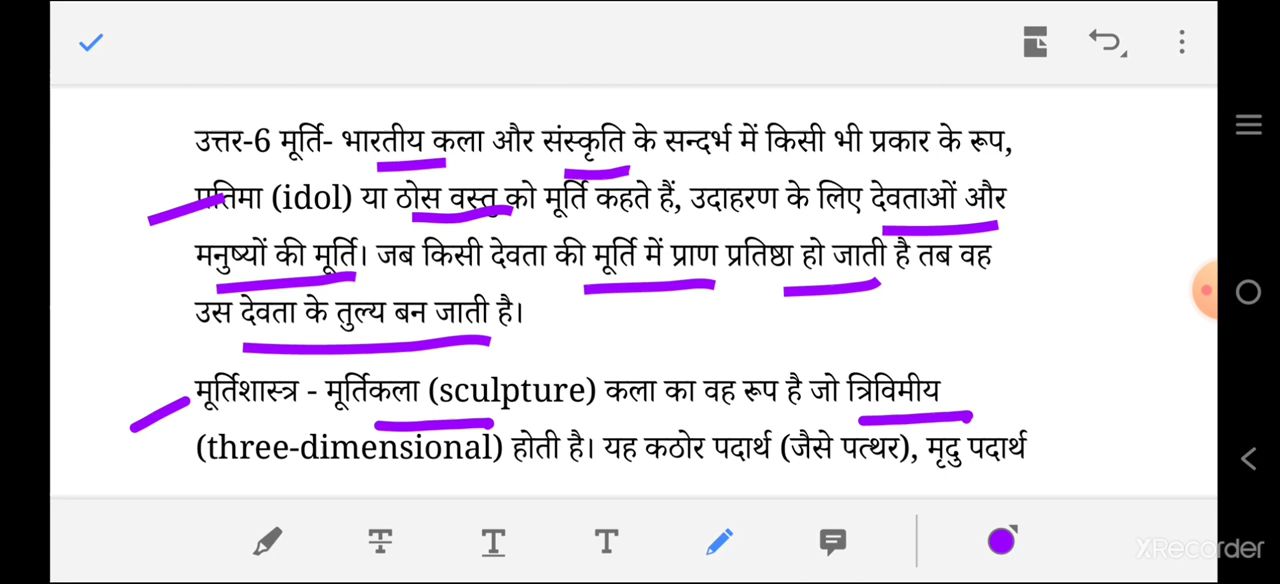 उत्तर-6 मूर्ति- भारतीय कला और संस्कृति के सन्दर्भ में किसी भी प्रकार के रूप,
प्रतिमा (idol) या ठोस वस्तु को मूर्ति कहते हैं, उदाहरण के लिए देवताओं और
मनुष्यों की मूर्ति। जब किसी देवता की मूर्ति में प्राण प्रतिष्ठा हो जाती है तब वह
उस देवता के तुल्य बन जाती है।
मूर्तिशास्त्र - मूर्तिकला (sculpture) कला का वह रूप है जो त्रिविमीय
(three-dimensional) होती है। यह कठोर पदार्थ (जैसे पत्थर), मृदु पदार्थ
T T T
XRecorder